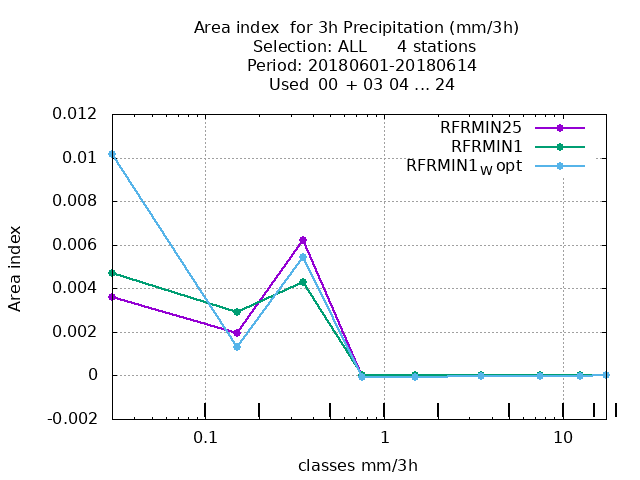 Area index for 3h Precipitation (mm/3h)
Selection: ALL 4 stations
Period: 20180601-20180614
Used 00 + 03 04 ... 24
RFRMIN25
RFRMIN1
RFRMIN1W opt
0.012
0.01
0.008
0.006
0.004
0.002
0
-0.002
Area index
0.1 1 10
classes mm/3h